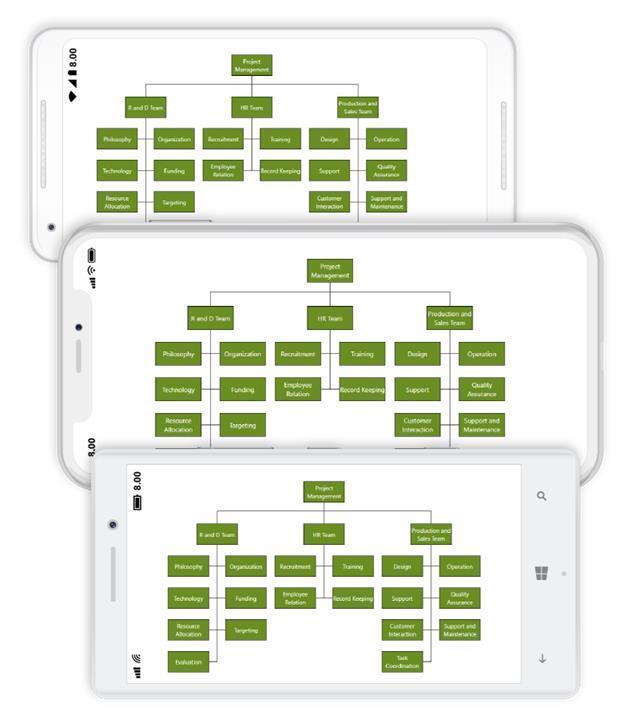 8.00
Project
Management
R and D Team
HR Team
Production and
Sales Team
Philosophy
Organization
Recruitment
Training
Design
Operation
Technology
Funding
Employee
Relation
Record Keeping
Support
Quality
Assurance
Resource
Allocation
Targeting
Customer
Interaction
Support and
Maintenance
8.00
Project
Management
R and D Team
HR Team
Production and
Sales Team
Philosophy
Organization
Recruitment
Training
Design
Operation
Technology
Funding
Employee
Relation
Record Keeping
Support
Quality
Assurance
Resource
Allocation
Targeting
Customer
Interaction
Support and
Maintenance
8.00
Project
Management
R and D Team
HR Team
Production and
Sales Team
Philosophy
Organization
Recruitment
Training
Design
Operation
Technology
Funding
Employee
Relation
Record Keeping
Support
Quality
Assurance
Resource
Allocation
Targeting
Customer
Interaction
Support and
Maintenance
Evaluation
Task
Coordination